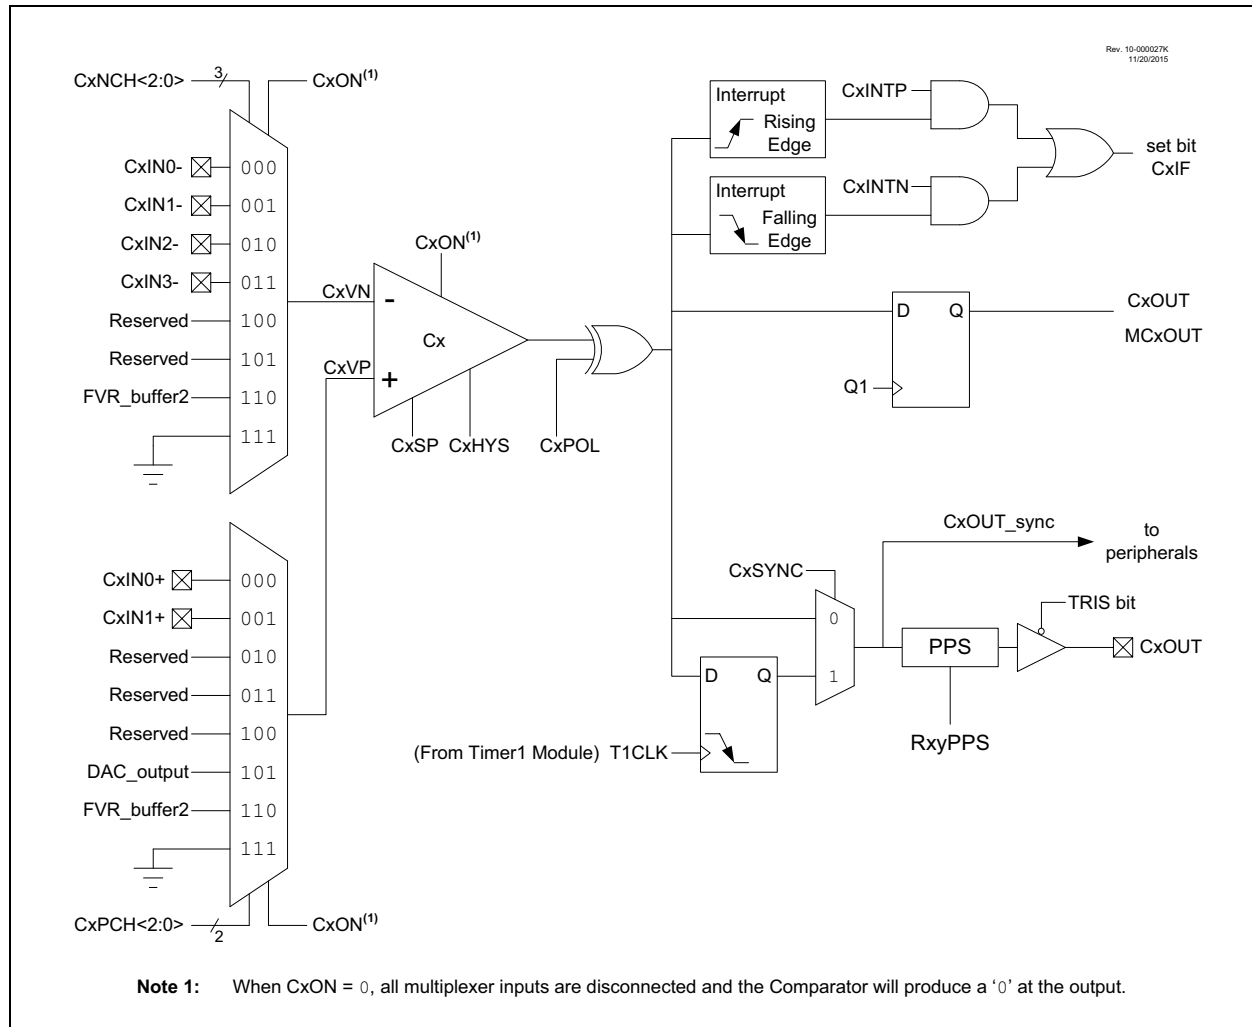 Rev. 10-000027K
11/20/2015
CxNCH<2:0>
3
CxON(1)
CxIN0-
000
CxIN1-
001
CxIN2-
010
CxIN3-
011
Reserved
100
Reserved
101
FVR_buffer2
110
111
CxVN
CxVP
CxON(1)
-
Cx
+
CxSP
CxHYS
CxPOL
Interrupt
Rising
Edge
CxINTP
Interrupt
Falling
Edge
CxINTN
set bit
CxIF
D
Q
Q1
CxOUT
MCxOUT
CxIN0+
000
CxIN1+
001
Reserved
010
Reserved
011
Reserved
100
DAC_output
101
FVR_buffer2
110
111
CxPCH<2:0>
2
CxON(1)
CxOUT_sync
to
peripherals
CxSYNC
0
1
D
Q
(From Timer1 Module) T1CLK
PPS
RxyPPS
TRIS bit
CxOUT
Note 1: When CxON = 0, all multiplexer inputs are disconnected and the Comparator will produce a ‘0’ at the output.